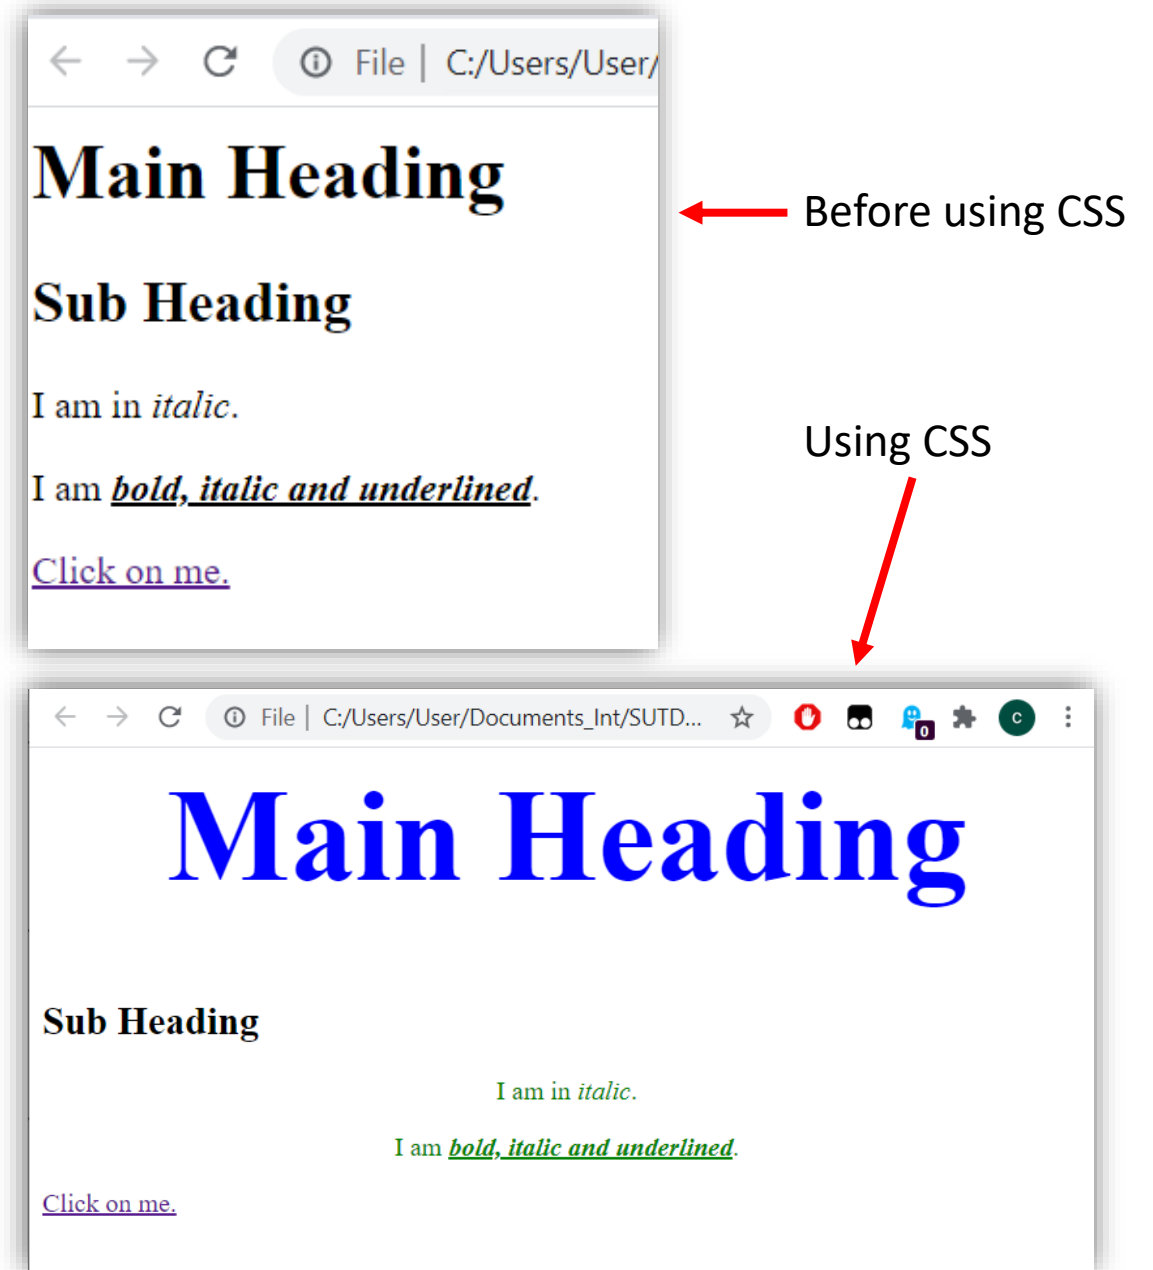 File | C:/Users/User/
Main Heading
Before using CSS
Sub Heading
I am in italic.
Using CSS
I am bold, italic and underlined.
Click on me.
File | C:/Users/User/Documents_Int/SUTD...
0
C
Main Heading
Sub Heading
I am in italic.
I am bold, italic and underlined.
Click on me.